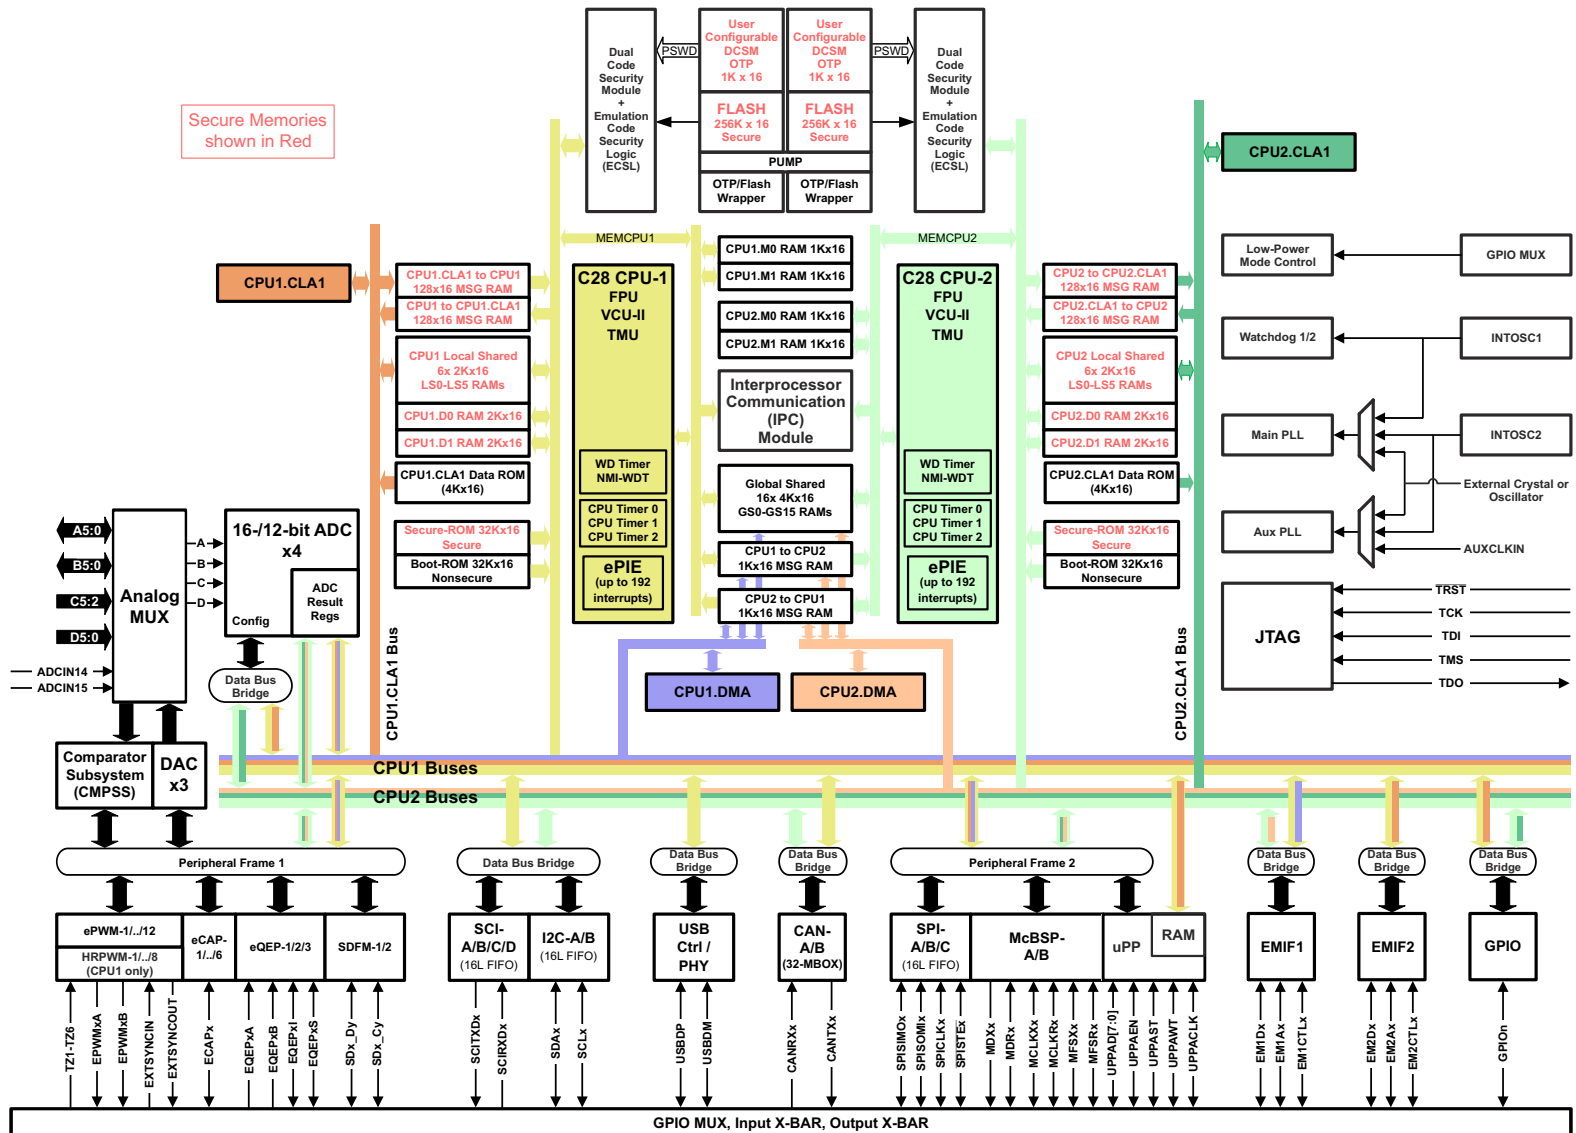 User
Configurable
DCSM
OTP
1K x 16
User
Configurable
DCSM
OTP
1K x 16
PSWD
PSWD
Dual
Code
Security
Module
+
Emulation
Code
Security
Logic
(ECSL)
Dual
Code
Security
Module
+
Emulation
Code
Security
Logic
(ECSL)
FLASH
256K x 16
Secure
FLASH
256K x 16
Secure
PUMP
OTP/Flash
Wrapper
OTP/Flash
Wrapper
Secure Memories
shown in Red
CPU2.CLA1
MEMCPU1
MEMCPU2
CPU1.CLA1
CPU1.CLA1 to CPU1
128x16 MSG RAM
CPU1 to CPU1.CLA1
128x16 MSG RAM
CPU1 Local Shared
6x 2Kx16
LS0-LS5 RAMs
CPU1.D0 RAM 2Kx16
CPU1.D1 RAM 2Kx16
CPU1.CLA1 Data ROM
(4Kx16)
Secure-ROM 32Kx16
Secure
Boot-ROM 32Kx16
Nonsecure
C28 CPU-1
FPU
VCU-II
TMU
WD Timer
NMI-WDT
CPU Timer 0
CPU Timer 1
CPU Timer 2
ePIE
(up to 192
interrupts)
CPU1.M0 RAM 1Kx16
CPU1.M1 RAM 1Kx16
CPU2.M0 RAM 1Kx16
CPU2.M1 RAM 1Kx16
Interprocessor
Communication
(IPC)
Module
Global Shared
16x 4Kx16
GS0-GS15 RAMs
CPU1 to CPU2
1Kx16 MSG RAM
CPU2 to CPU1
1Kx16 MSG RAM
C28 CPU-2
FPU
VCU-II
TMU
WD Timer
NMI-WDT
CPU Timer 0
CPU Timer 1
CPU Timer 2
ePIE
(up to 192
interrupts)
CPU2 to CPU2.CLA1
128x16 MSG RAM
CPU2.CLA1 to CPU2
128x16 MSG RAM
CPU2 Local Shared
6x 2Kx16
LS0-LS5 RAMs
CPU2.D0 RAM 2Kx16
CPU2.D1 RAM 2Kx16
CPU2.CLA1 Data ROM
(4Kx16)
Secure-ROM 32Kx16
Secure
Boot-ROM 32Kx16
Nonsecure
Low-Power
Mode Control
GPIO MUX
Watchdog 1/2
INTOSC1
Main PLL
INTOSC2
External Crystal or
Oscillator
Aux PLL
AUXCLKIN
JTAG
TRST
TCK
TDI
TMS
TDO
A5:0
B5:0
C5:2
D5:0
ADCIN14
ADCIN15
Analog
MUX
A
B
C
D
16-/12-bit ADC
x4
ADC
Result
Regs
Config
Data Bus
Bridge
Comparator
Subsystem
(CMPSS)
DAC
x3
CPU1.CLA1 Bus
CPU2.CLA1 Bus
CPU1.DMA
CPU2.DMA
CPU1 Buses
CPU2 Buses
Peripheral Frame 1
Data Bus Bridge
Data Bus
Bridge
Data Bus
Bridge
Peripheral Frame 2
Data Bus
Bridge
Data Bus
Bridge
Data Bus
Bridge
ePWM-1/../12
HRPWM-1/../8
(CPU1 only)
eCAP-
1/../6
eQEP-1/2/3
SDFM-1/2
SCI-
A/B/C/D
(16L FIFO)
I2C-A/B
(16L FIFO)
USB
Ctrl /
PHY
CAN-
A/B
(32-MBOX)
SPI-
A/B/C
(16L FIFO)
McBSP-
A/B
uPP
RAM
EMIF1
EMIF2
GPIO
TZ1-TZ6
EPWMxA
EPWMxB
EXTSYNCIN
EXTSYNCOUT
ECAPx
EQEPxA
EQEPxB
EQEPxI
EQEPxS
SDx_Dy
SDx_Cy
SCITXDx
SCIRXDx
SDAx
SCLx
USBDP
USBDM
CANRXx
CANTXx
SPISIMOx
SPISOMIx
SPICLKx
SPISTEx
MDXx
MDRx
MCLKXx
MCLKRx
MFSXx
MFSRx
UPPAD[7:0]
UPPAEN
UPPAST
UPPAWT
UPPACLK
EM1Dx
EM1Ax
EM1CTLx
EM2Dx
EM2Ax
EM2CTLx
GPIOn
GPIO MUX, Input X-BAR, Output X-BAR